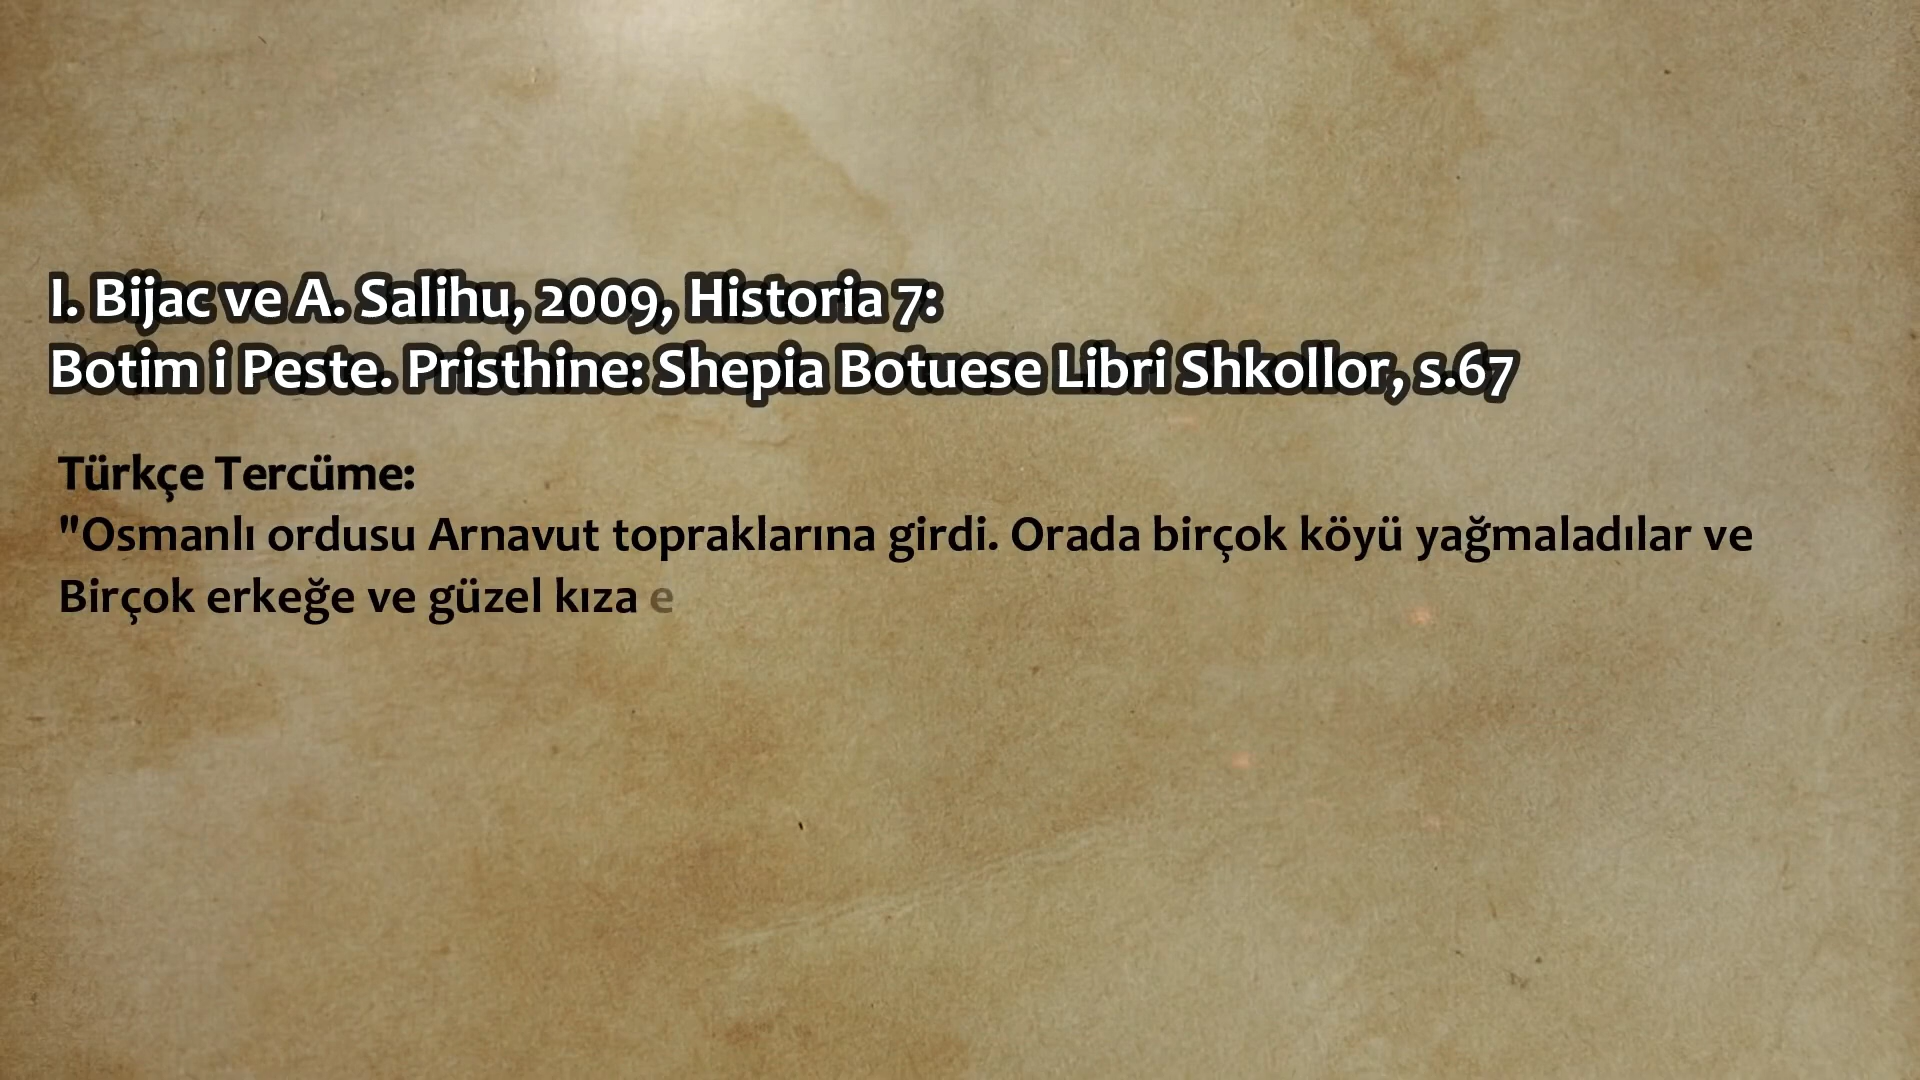 I. Bijac ve A. Salihu, 2009, Historia 7:
Botim i Peste. Pristhine: Shepia Botuese Libri Shkollor, s.67
Türkçe Tercüme:
"Osmanlı ordusu Arnavut topraklarına girdi. Orada birçok köyü yağmaladılar ve
Birçok erkeğe ve güzel kıza e